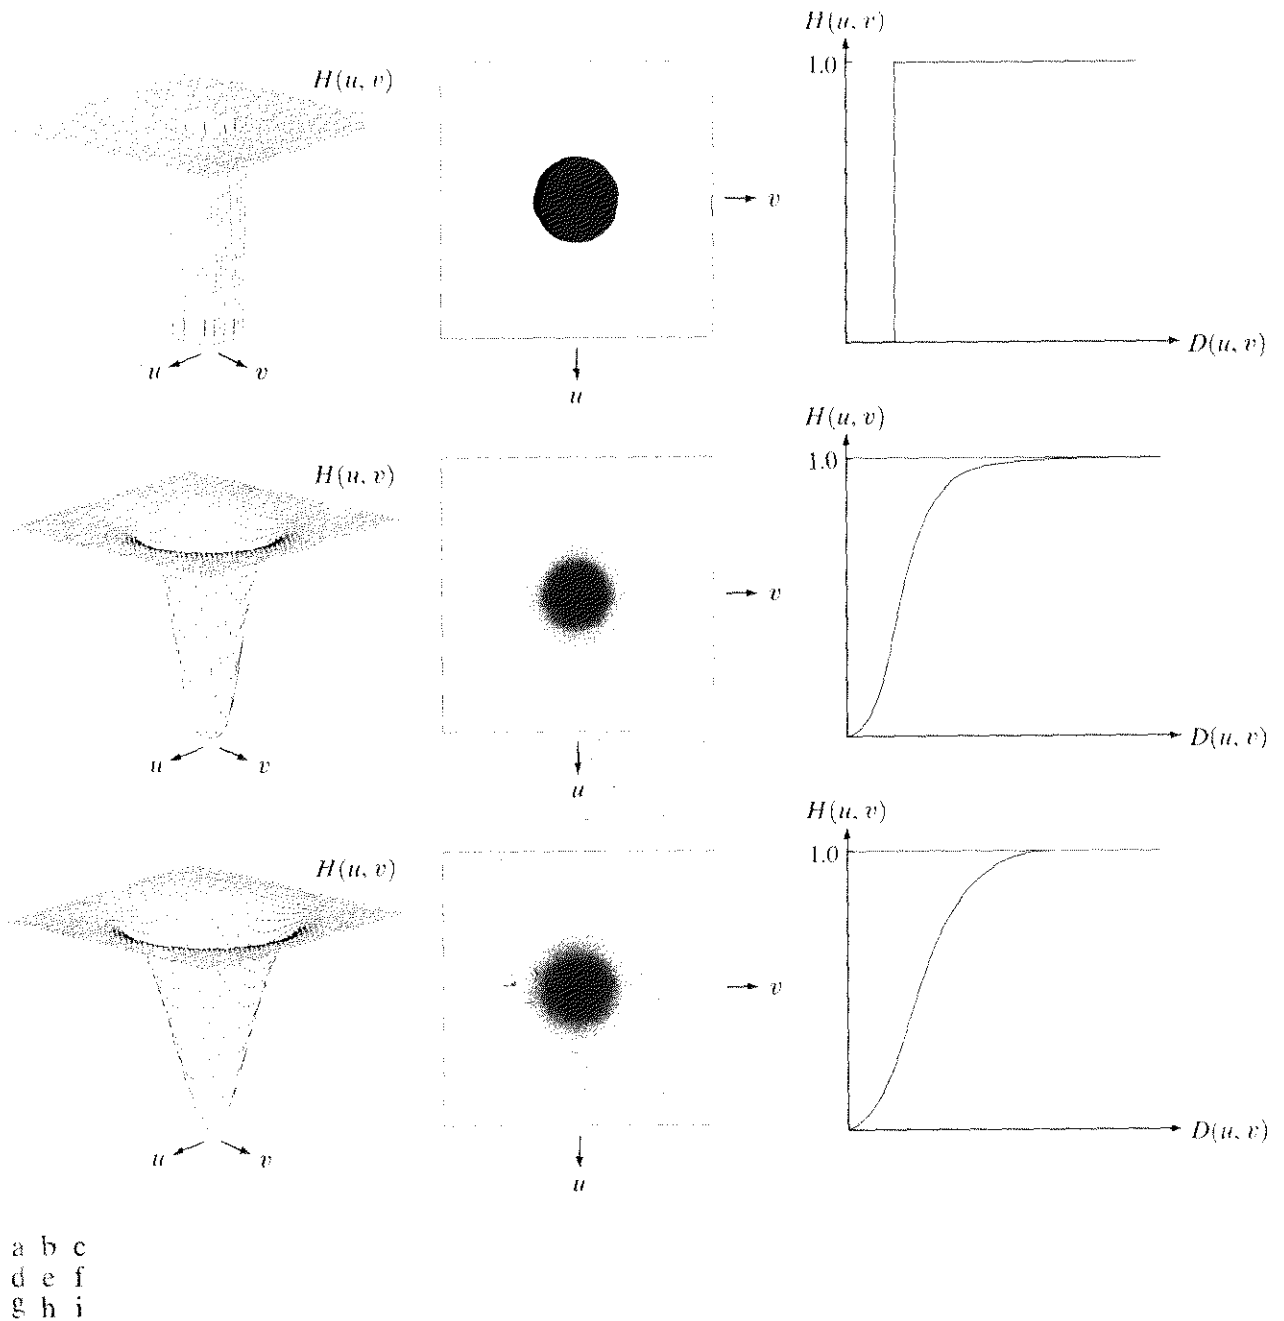 H(u, v)
H(u, v)
1.0
v
D(u, v)
u
v
u
H(u, v)
H(u, v)
1.0
v
D(u, v)
u
v
u
H(u, v)
H(u, v)
1.0
v
D(u, v)
u
v
u
a b c
d e f
g h i